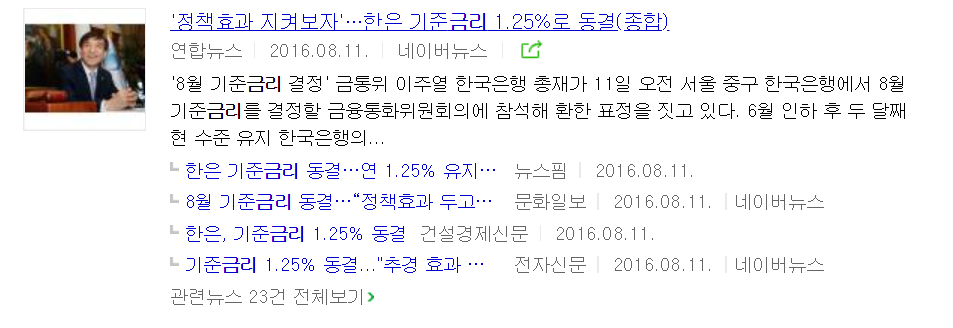 '정책효과 지켜보자'…한은 기준금리 1.25%로 동결(종합)
연합뉴스 | 2016.08.11. | 네이버뉴스 |
'8월 기준금리 결정' 금통위 이주열 한국은행 총재가 11일 오전 서울 중구 한국은행에서 8월
기준금리를 결정할 금융통화위원회의에 참석해 환한 표정을 짓고 있다. 6월 인하 후 두 달째
현 수준 유지 한국은행의...
한은 기준금리 동결…연 1.25% 유지… 뉴스핌 | 2016.08.11.
8월 기준금리 동결…“정책효과 두고… 문화일보 | 2016.08.11. | 네이버뉴스
한은, 기준금리 1.25% 동결 건설경제신문 | 2016.08.11.
기준금리 1.25% 동결..."추경 효과 … 전자신문 | 2016.08.11. | 네이버뉴스
관련뉴스 23건 전체보기>